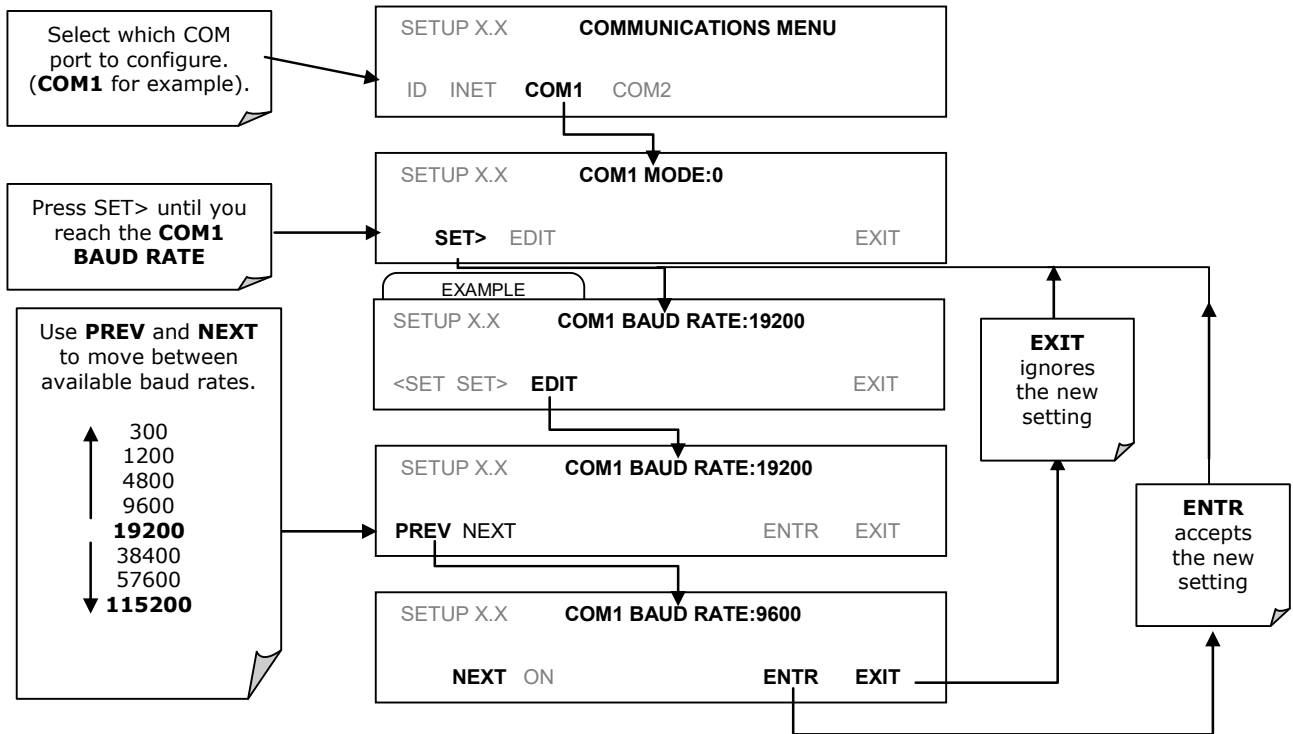 Select which COM
port to configure.
(COM1 for example).
SETUP X.X COMMUNICATIONS MENU
ID INET COM1 COM2
Press SET> until you
reach the COM1
BAUD RATE
SETUP X.X COM1 MODE:0
SET> EDIT EXIT
EXAMPLE
SETUP X.X COM1 BAUD RATE:19200
<SET SET> EDIT EXIT
Use PREV and NEXT
to move between
available baud rates.
300
1200
4800
9600
19200
38400
57600
115200
SETUP X.X COM1 BAUD RATE:19200
PREV NEXT ENTR EXIT
SETUP X.X COM1 BAUD RATE:9600
NEXT ON ENTR EXIT
EXIT
ignores
the new
setting
ENTR
accepts
the new
setting